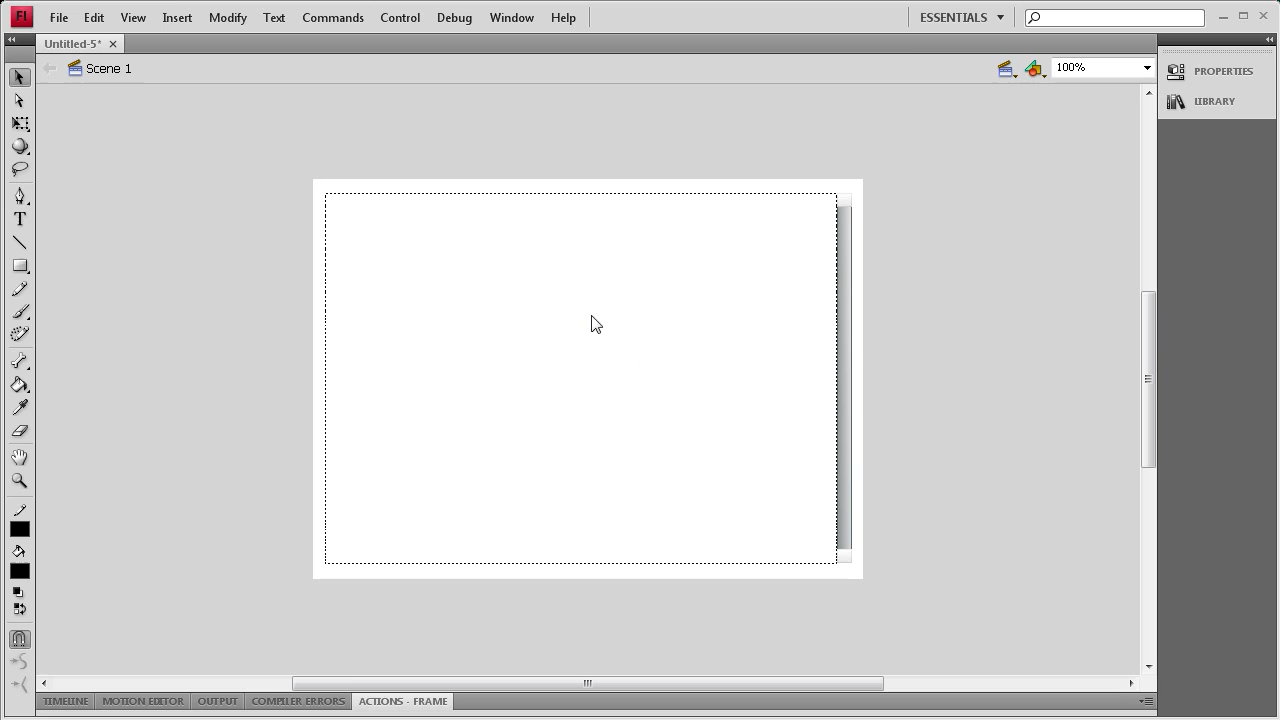 Fl File Edit View Insert Modify Text Commands Control Debug Window Help ESSENTIALS
Untitled-5*
Scene 1 100%
PROPERTIES
LIBRARY
T
TIMELINE MOTION EDITOR OUTPUT COMPILER ERRORS ACTIONS - FRAME